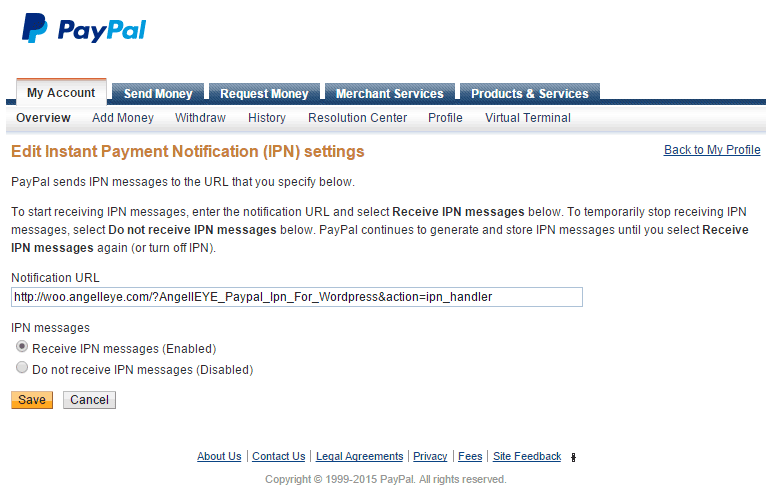 PayPal
My Account Send Money Request Money Merchant Services Products & Services
Overview Add Money Withdraw History Resolution Center Profile Virtual Terminal
Edit Instant Payment Notification (IPN) settings
Back to My Profile
PayPal sends IPN messages to the URL that you specify below.
To start receiving IPN messages, enter the notification URL and select Receive IPN messages below. To temporarily stop receiving IPN
messages, select Do not receive IPN messages below. PayPal continues to generate and store IPN messages until you select Receive
IPN messages again (or turn off IPN).
Notification URL
http://woo.angelleye.com/?AngellEYE_Paypal_Ipn_For_Wordpress&action=ipn_handler
IPN messages
Receive IPN messages (Enabled)
Do not receive IPN messages (Disabled)
Save Cancel
About Us | Contact Us | Legal Agreements | Privacy | Fees | Site Feedback
Copyright © 1999-2015 PayPal. All rights reserved.